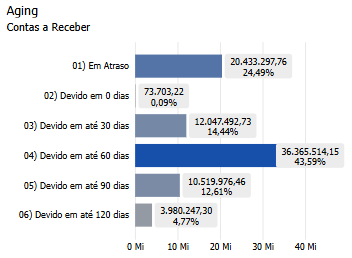 Aging
Contas a Receber
01) Em Atraso
20.433.297,76
24,49%
02) Devido em 0 dias
73.703,22
0,09%
03) Devido em até 30 dias
12.047.492,73
14,44%
04) Devido em até 60 dias
36.365.514,15
43,59%
05) Devido em até 90 dias
10.519.976,46
12,61%
06) Devido em até 120 dias
3.980.247,30
4,77%
0 Mi 10 Mi 20 Mi 30 Mi 40 Mi